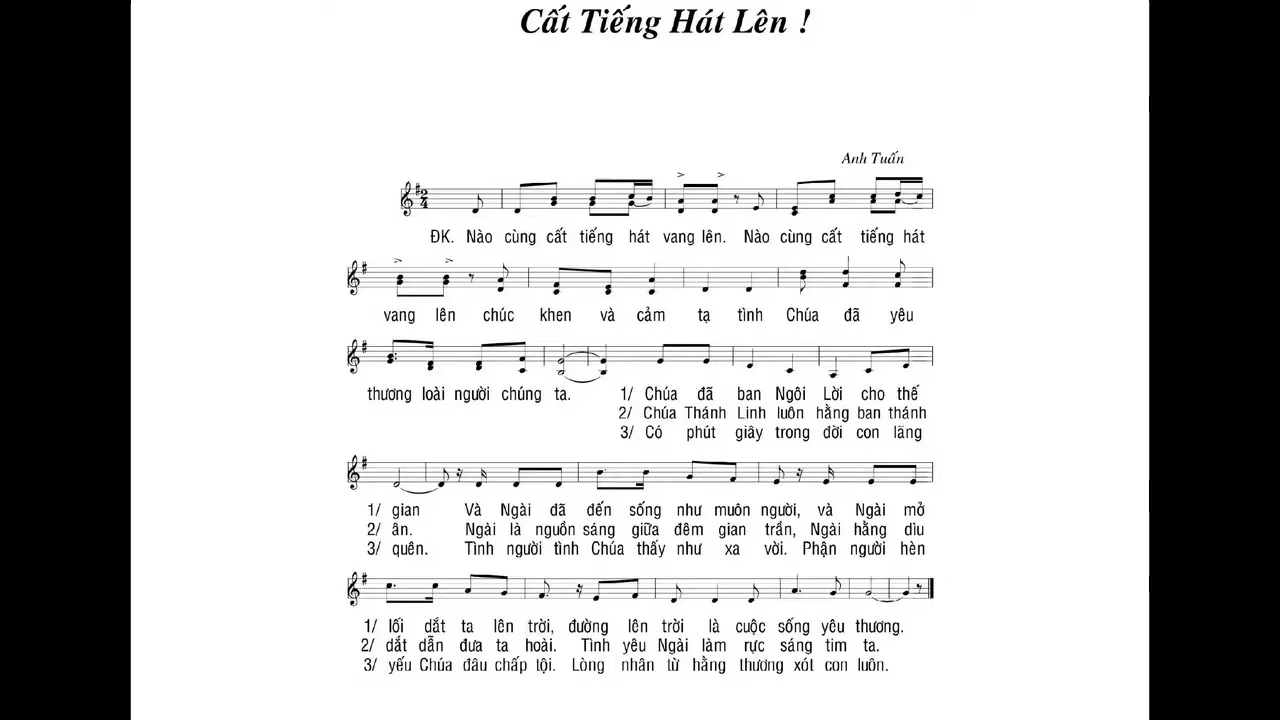 Cất Tiếng Hát Lên !
Anh Tuấn
2
4
ĐK. Nào cùng cất tiếng hát vang lên. Nào cùng cất tiếng hát
vang lên chúc khen và cảm tạ tình Chúa đã yêu
thương loài người chúng ta. 1/ Chúa đã ban Ngôi Lời cho thế
2/ Chúa Thánh Linh luôn hằng ban thánh
3/ Có phút giây trong đời con lãng
1/ gian Và Ngài đã đến sống như muôn người, và Ngài mở
2/ ân. Ngài là nguồn sáng giữa đêm gian trần, Ngài hằng dìu
3/ quên. Tình người tình Chúa thấy như xa vời. Phận người hèn
1/ lối dắt ta lên trời, đường lên trời là cuộc sống yêu thương.
2/ dắt dẫn đưa ta hoài. Tình yêu Ngài làm rực sáng tim ta.
3/ yếu Chúa đâu chấp tội. Lòng nhân từ hằng thương xót con luôn.